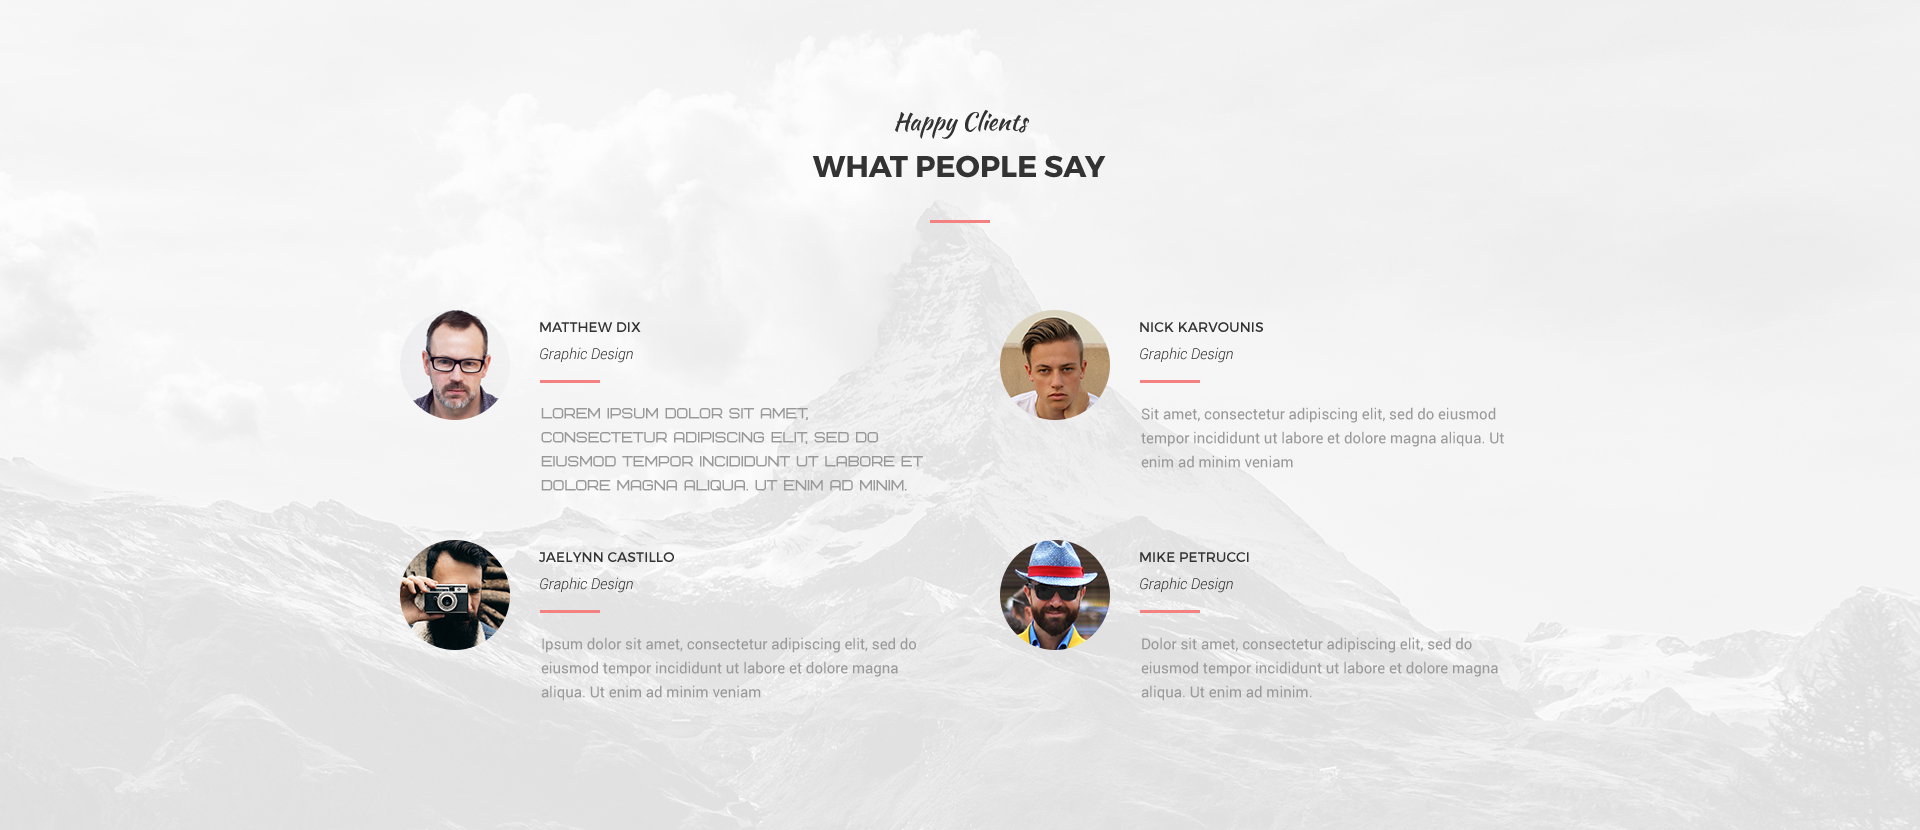 Happy Clients
WHAT PEOPLE SAY
MATTHEW DIX
Graphic Design
LOREM IPSUM DOLOR SIT AMET,
CONSECTETUR ADIPISCING ELIT, SED DO
EIUSMOD TEMPOR INCIDIDUNT UT LABORE ET
DOLORE MAGNA ALIQUA. UT ENIM AD MINIM.
NICK KARVOUNIS
Graphic Design
Sit amet, consectetur adipiscing elit, sed do eiusmod
tempor incididunt ut labore et dolore magna aliqua. Ut
enim ad minim veniam
JAELYNN CASTILLO
Graphic Design
Ipsum dolor sit amet, consectetur adipiscing elit, sed do
eiusmod tempor incididunt ut labore et dolore magna
aliqua. Ut enim ad minim veniam
MIKE PETRUCCI
Graphic Design
Dolor sit amet, consectetur adipiscing elit, sed do
eiusmod tempor incididunt ut labore et dolore magna
aliqua. Ut enim ad minim.